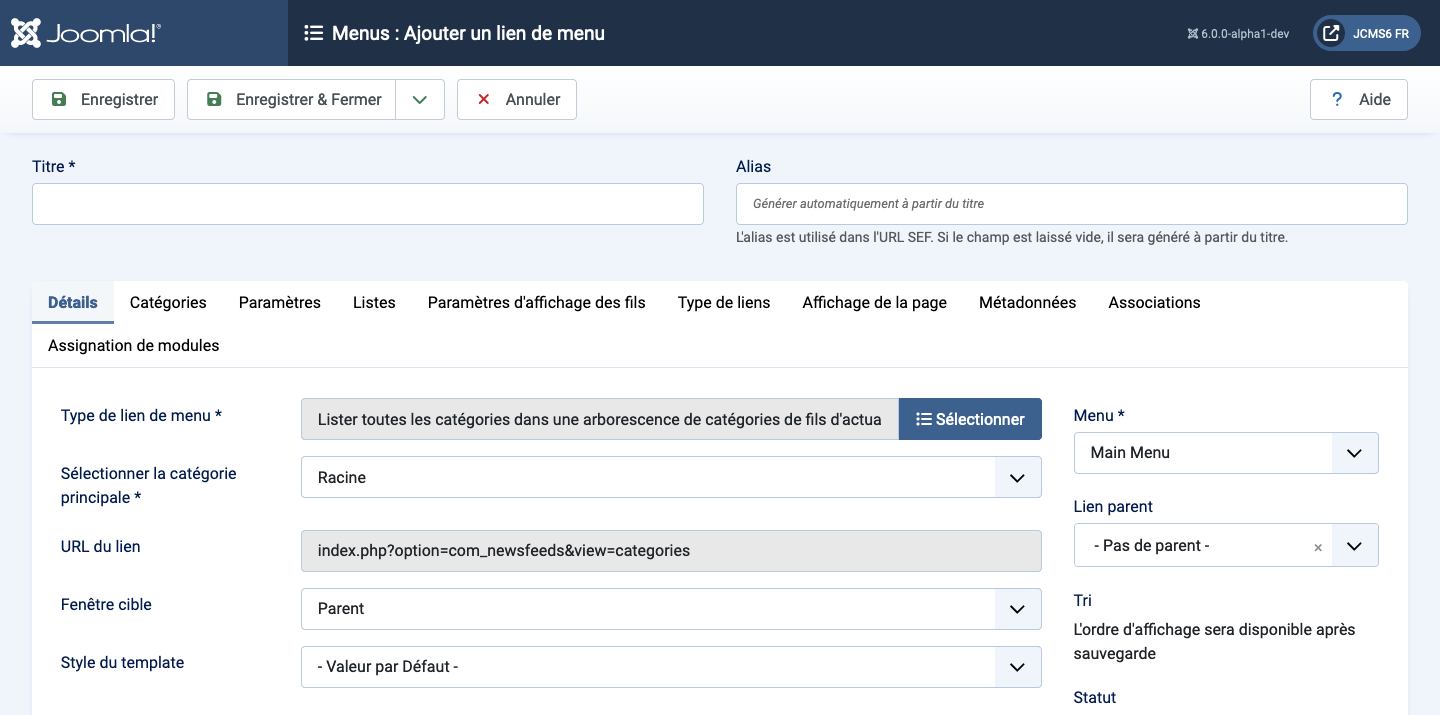 Joomla!®
Menus : Ajouter un lien de menu
6.0.0-alpha1-dev
JCMS6 FR
Enregistrer
Enregistrer & Fermer
Annuler
? Aide
Titre *
Alias
Générer automatiquement à partir du titre
L'alias est utilisé dans l'URL SEF. Si le champ est laissé vide, il sera généré à partir du titre.
Détails Catégories Paramètres Listes Paramètres d'affichage des fils Type de liens Affichage de la page Métadonnées Associations
Assignation de modules
Type de lien de menu *
Lister toutes les catégories dans une arborescence de catégories de fils d'actua
Sélectionner
Sélectionner la catégorie
principale *
Racine
URL du lien
index.php?option=com_newsfeeds&view=categories
Fenêtre cible
Parent
Style du template
- Valeur par Défaut -
Menu *
Main Menu
Lien parent
- Pas de parent - ×
Tri
L'ordre d'affichage sera disponible après
sauvegarde
Statut